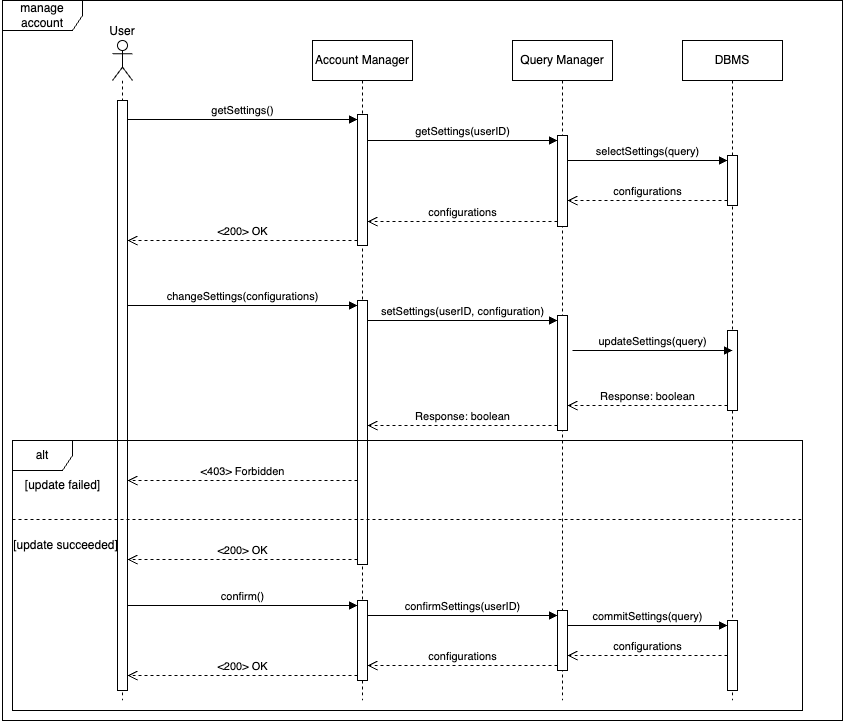 manage
account
User
Account Manager
Query Manager
DBMS
getSettings()
getSettings(userID)
selectSettings(query)
configurations
configurations
<200> OK
changeSettings(configurations)
setSettings(userID, configuration)
updateSettings(query)
Response: boolean
Response: boolean
alt
<403> Forbidden
[update failed]
[update succeeded]
<200> OK
confirm()
confirmSettings(userID)
commitSettings(query)
configurations
configurations
<200> OK